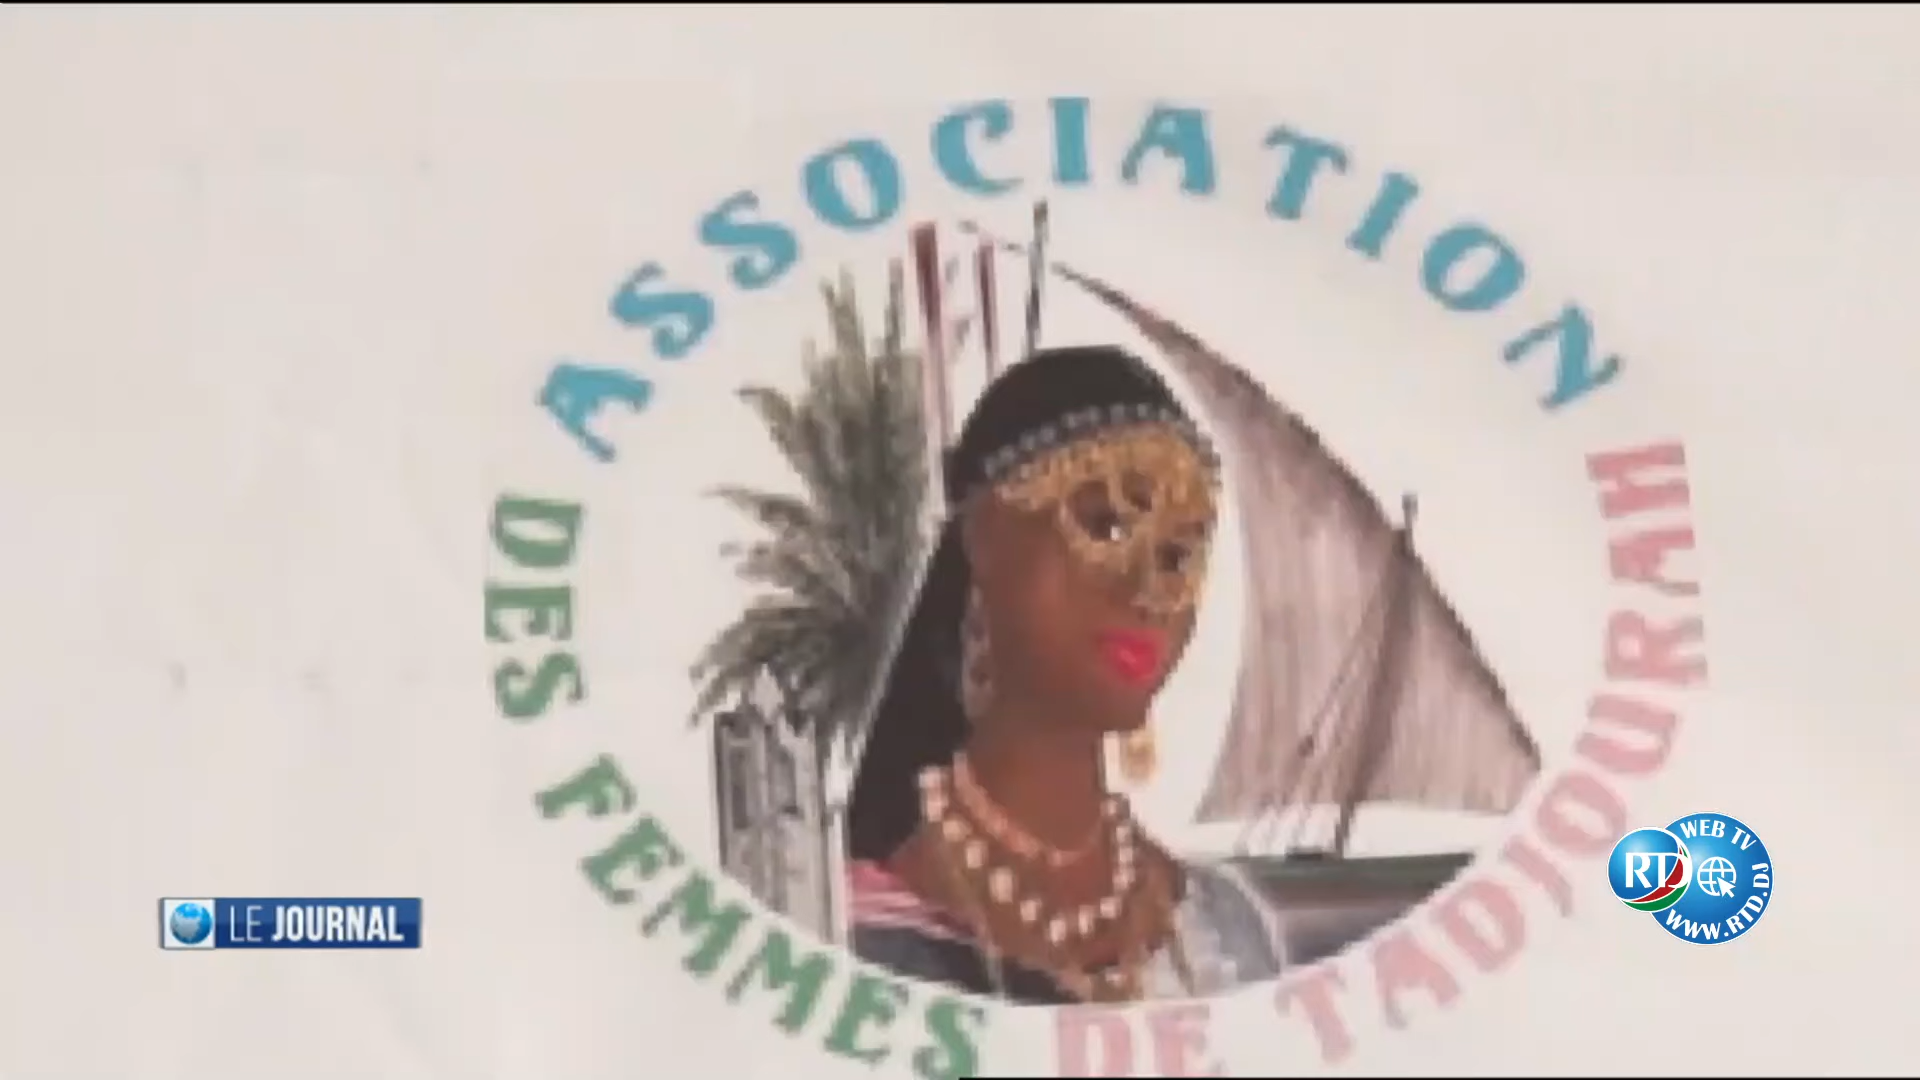 ASSOCIATION
DES FEMMES
DE TADJOURAH
LE JOURNAL
WEB TV
RTD
WWW.RTD.DJ